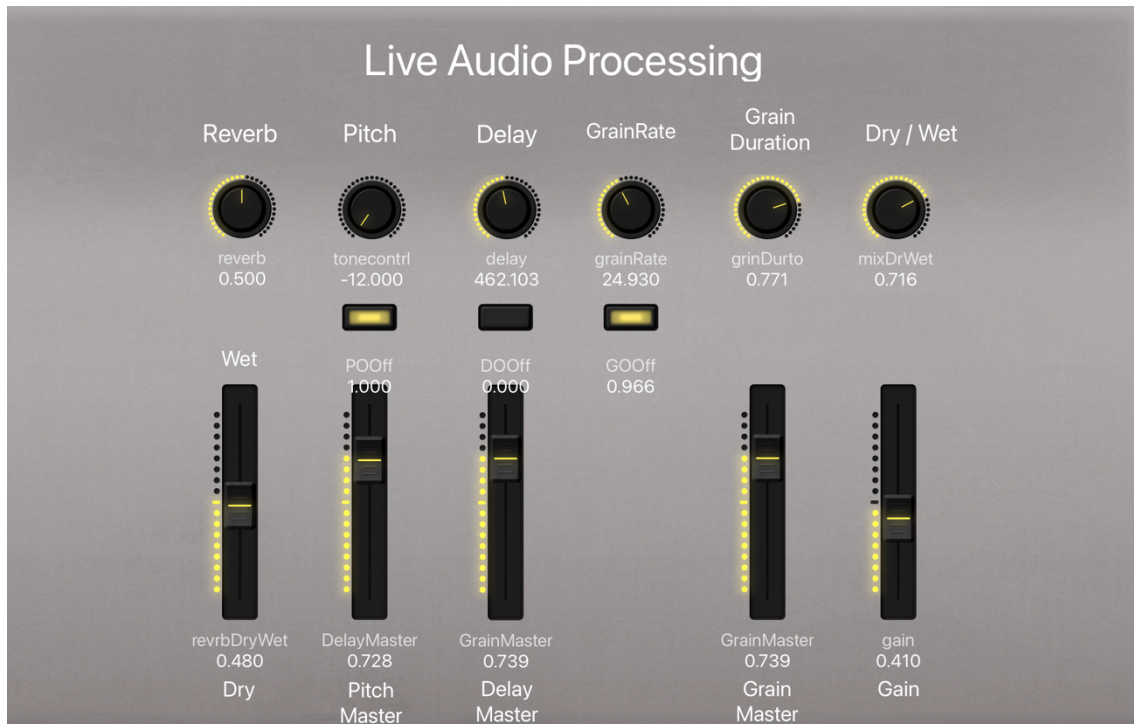 Live Audio Processing
Reverb
Pitch
Delay
GrainRate
Grain
Duration
Dry / Wet
reverb
0.500
tonecontrl
-12.000
delay
462.103
grainRate
24.930
grinDurto
0.771
mixDrWet
0.716
Wet
POOff
1.000
DOOff
0.000
GOOff
0.966
revrbDryWet
0.480
Dry
DelayMaster
0.728
Pitch
Master
GrainMaster
0.739
Delay
Master
GrainMaster
0.739
Grain
Master
gain
0.410
Gain